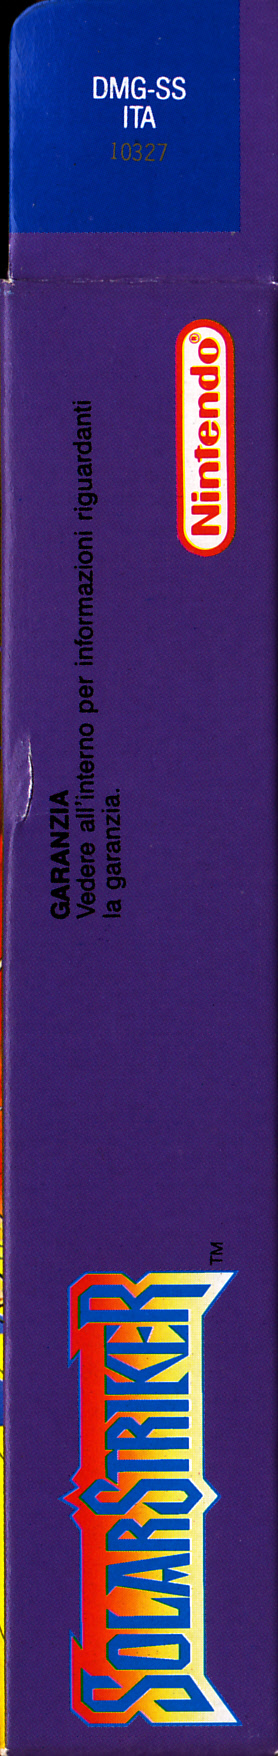 DMG-SS
ITA
10327
Nintendo®
GARANZIA
Vedere all'interno per informazioni riguardanti
la garanzia.
SOLARSTRIKER™